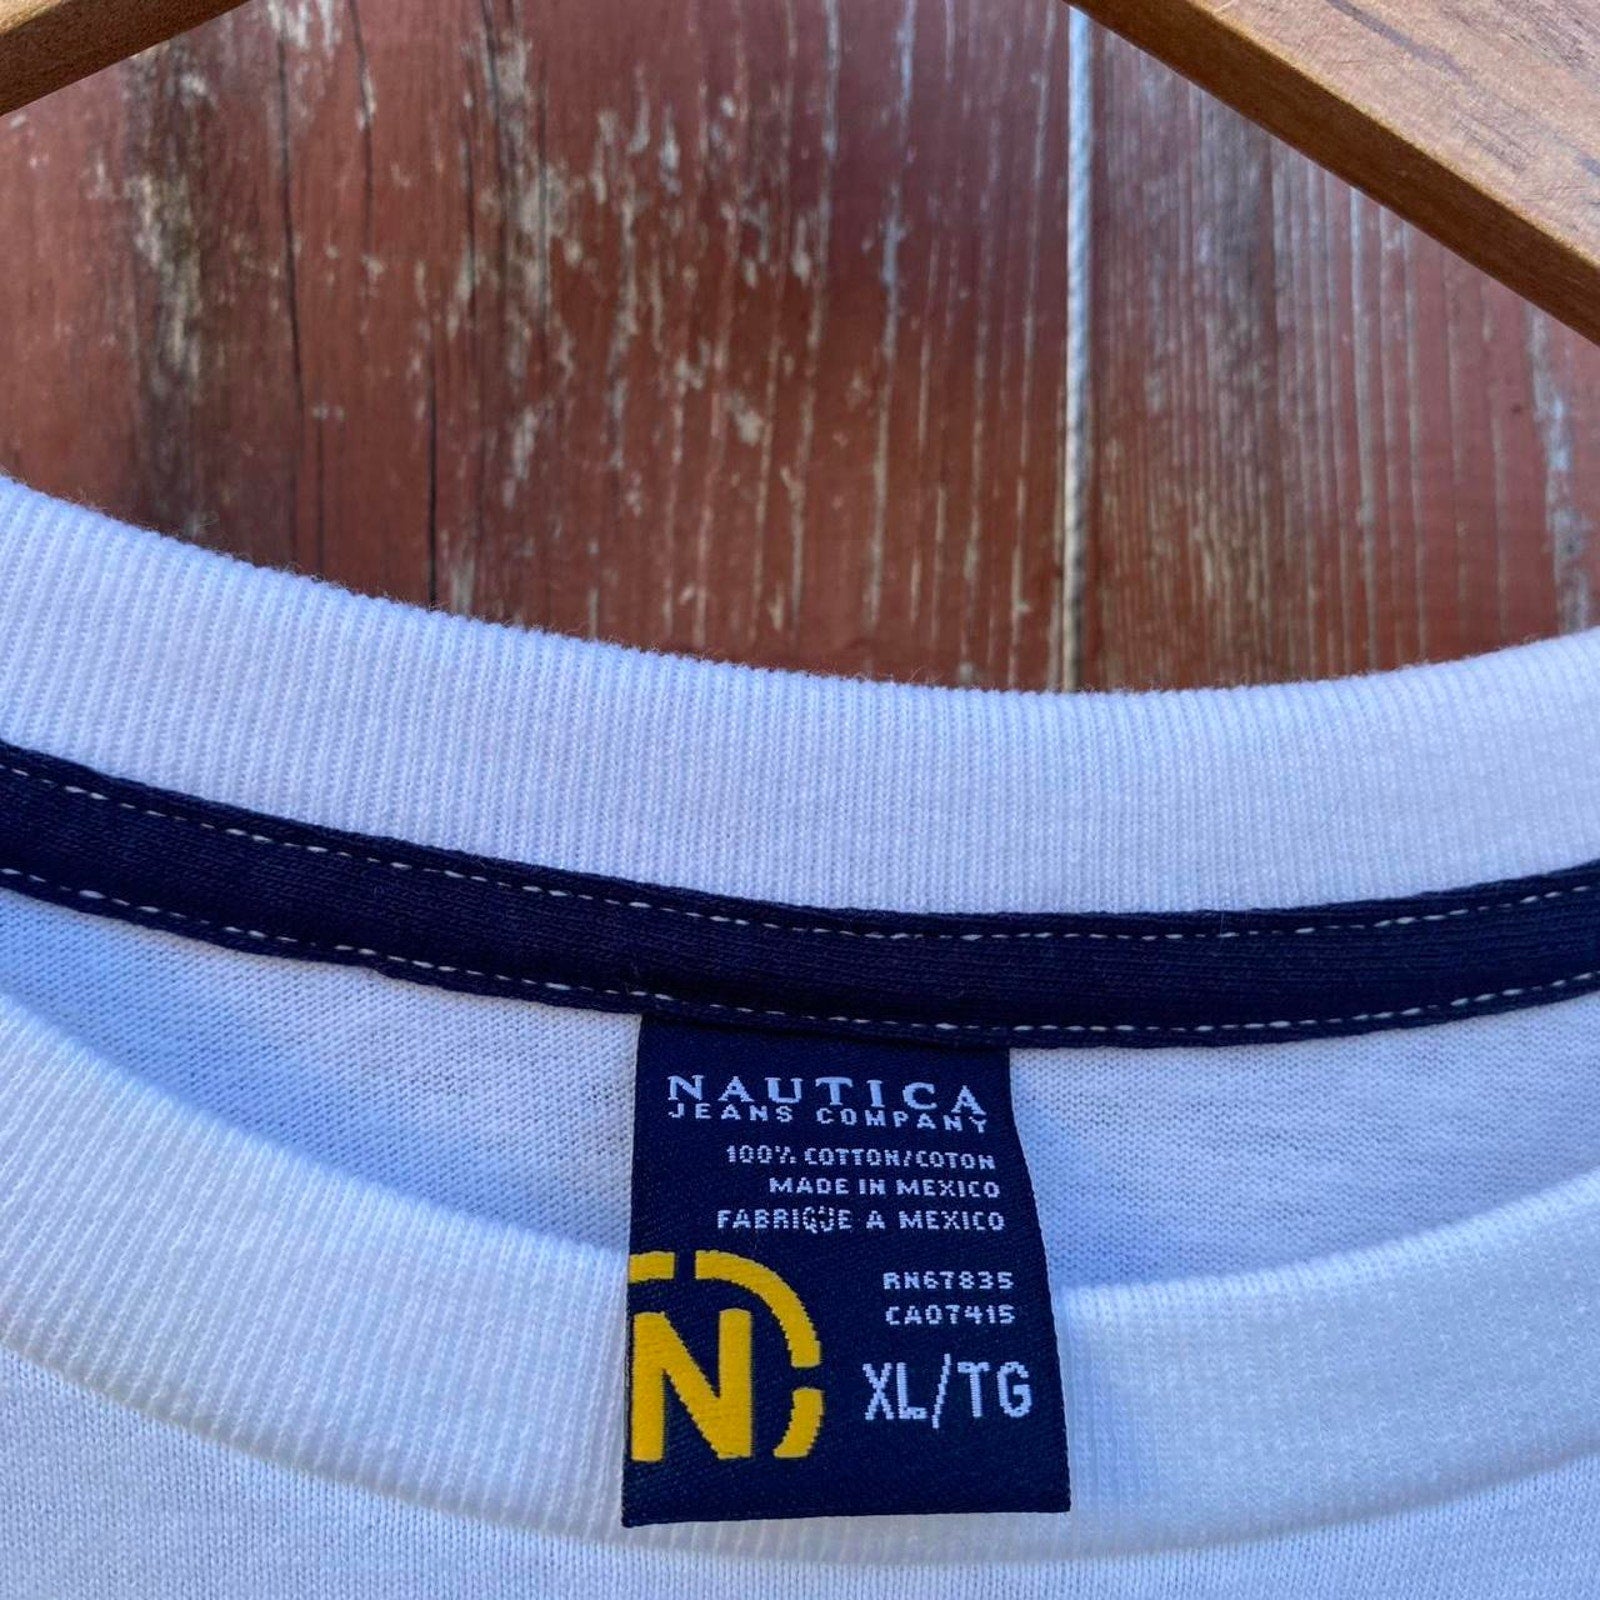 NAUTICA
JEANS COMPANY
100% COTTON/COTON
MADE IN MEXICO
FABRIQUE A MEXICO
RN67835
CA07415
N
XL/TG